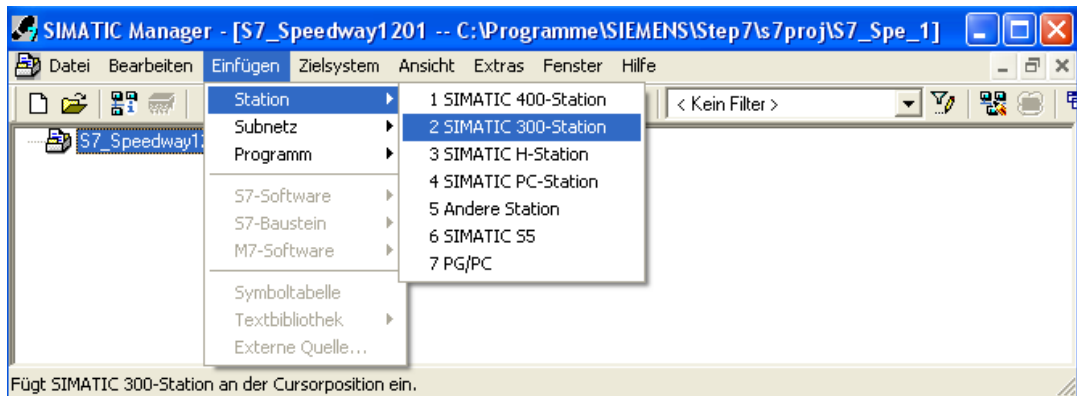 SIMATIC Manager - [S7_Speedway1201 -- C:\Programme\SIEMENS\Step7\s7proj\S7_Spe_1]
Datei Bearbeiten Einfügen Zielsystem Ansicht Extras Fenster Hilfe
< Kein Filter >
S7_Speedway1
Station
Subnetz
Programm
S7-Software
S7-Baustein
M7-Software
Symboltabelle
Textbibliothek
Externe Quelle...
1 SIMATIC 400-Station
2 SIMATIC 300-Station
3 SIMATIC H-Station
4 SIMATIC PC-Station
5 Andere Station
6 SIMATIC S5
7 PG/PC
Fügt SIMATIC 300-Station an der Cursorposition ein.